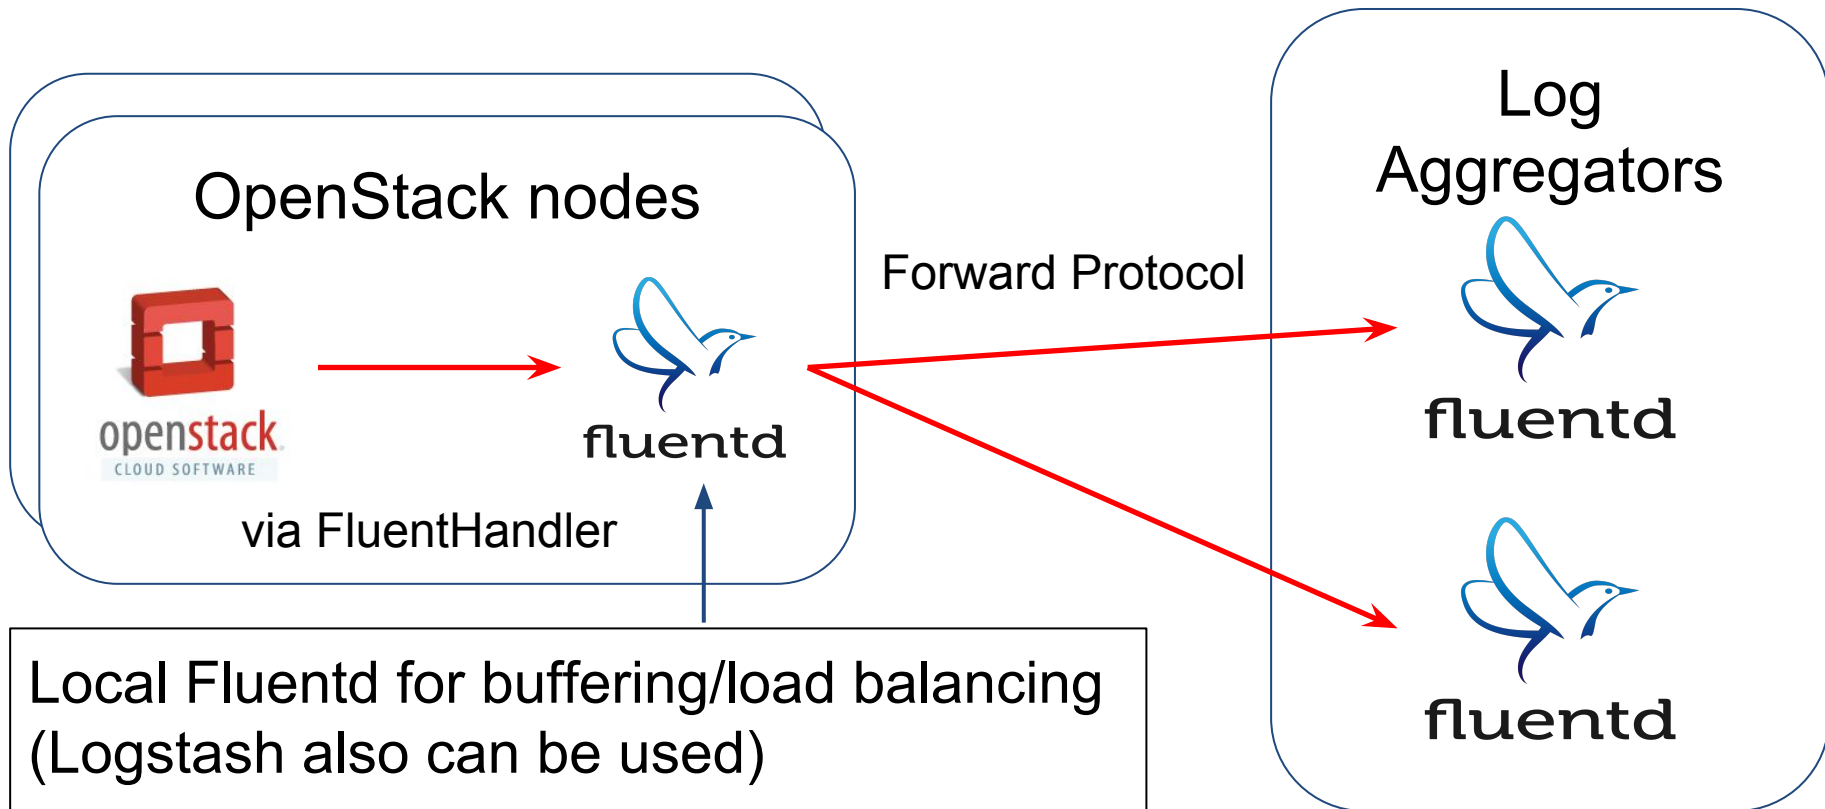 OpenStack nodes
openstack.
CLOUD SOFTWARE
fluentd
via FluentHandler
Forward Protocol
Log
Aggregators
fluentd
fluentd
Local Fluentd for buffering/load balancing
(Logstash also can be used)